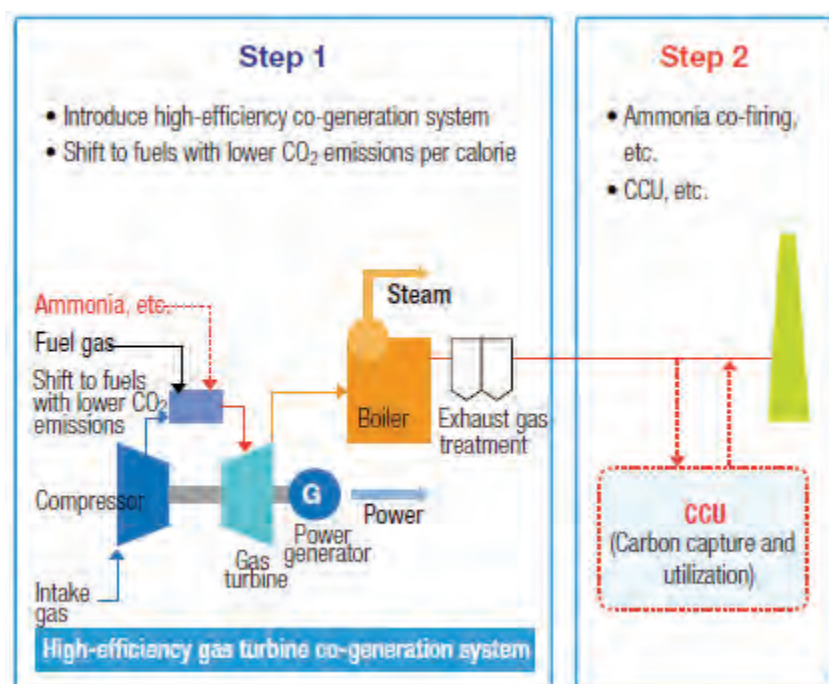 Step 1
• Introduce high-efficiency co-generation system
• Shift to fuels with lower CO₂ emissions per calorie
Steam
Ammonia, etc.
Fuel gas
Shift to fuels
with lower CO₂
emissions
Boiler
Exhaust gas
treatment
Compressor
G
Power
Power
generator
Gas
turbine
Intake
gas
High-efficiency gas turbine co-generation system
Step 2
• Ammonia co-firing,
etc.
• CCU, etc.
CCU
(Carbon capture and
utilization)